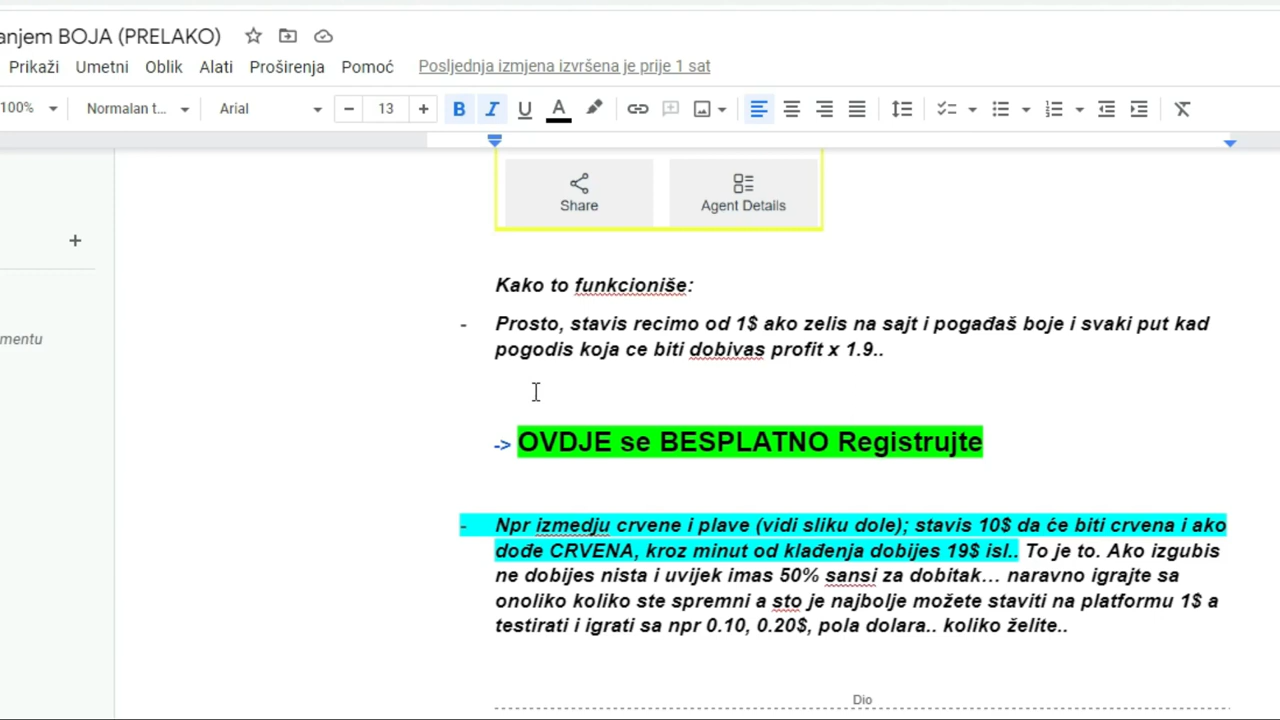 anjem BOJA (PRELAKO)
Prikaži Umetni Oblik Alati Proširenja Pomoć Posljednja izmjena izvršena je prije 1 sat
100% Normalan t... Arial 13 B I U A
Share Agent Details
mentu
Kako to funkcioniše:
- Prosto, stavis recimo od 1$ ako zelis na sajt i pogađaš boje i svaki put kad
pogodis koja ce biti dobivas profit x 1.9..
-> OVDJE se BESPLATNO Registrujte
- Npr izmedju crvene i plave (vidi sliku dole); stavis 10$ da će biti crvena i ako
dođe CRVENA, kroz minut od klađenja dobijes 19$ isl.. To je to. Ako izgubis
ne dobijes nista i uvijek imas 50% sansi za dobitak... naravno igrajte sa
onoliko koliko ste spremni a sto je najbolje možete staviti na platformu 1$ a
testirati i igrati sa npr 0.10, 0.20$, pola dolara.. koliko želite..
Dio